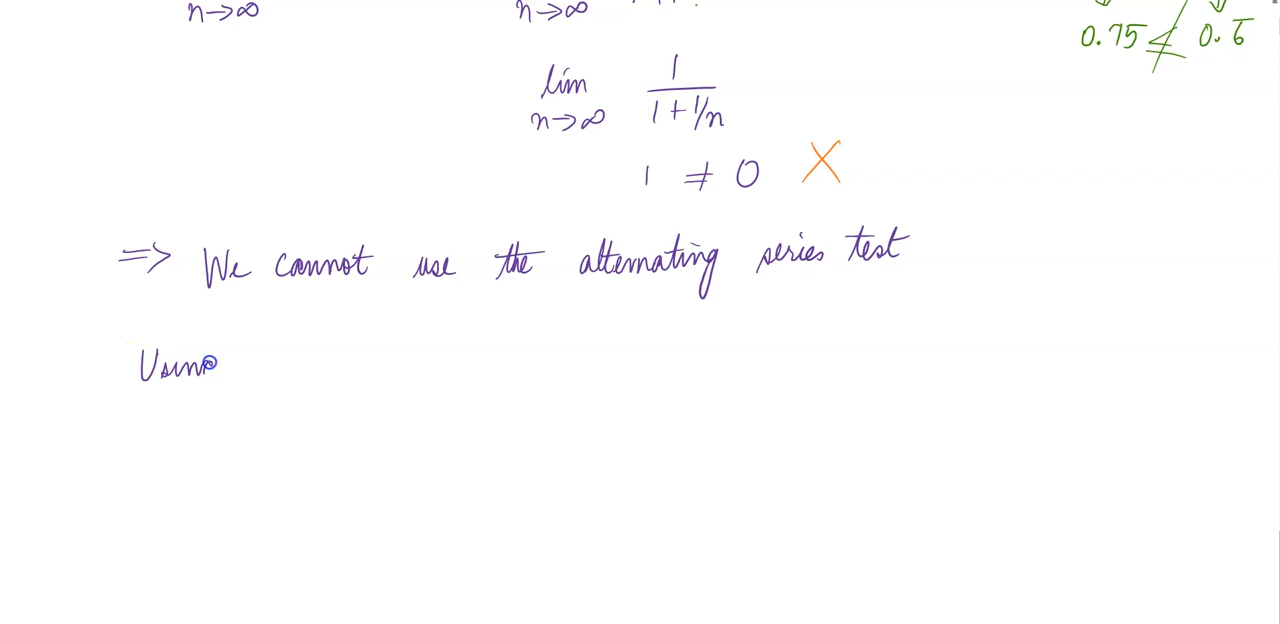 n→∞ n→∞
0.75 ≰ 0.6̅
lim 1/(1+1/n)
n→∞
1 ≠ 0 X
=> We cannot use the alternating series test
Usin